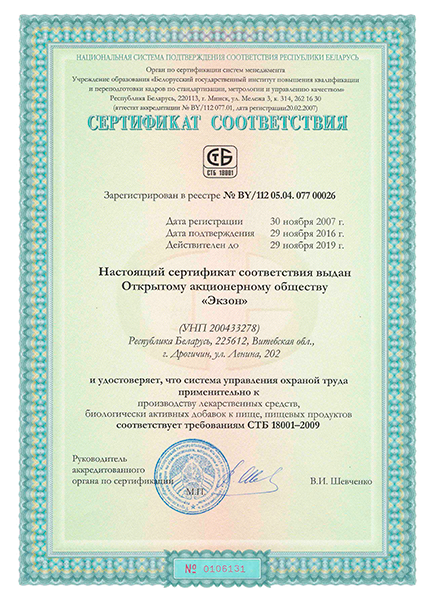 НАЦИОНАЛЬНАЯ СИСТЕМА ПОДТВЕРЖДЕНИЯ СООТВЕТСТВИЯ РЕСПУБЛИКИ БЕЛАРУСЬ
Орган по сертификации систем менеджмента
Учреждение образования «Белорусский государственный институт повышения квалификации
и переподготовки кадров по стандартизации, метрологии и управлению качеством»
Республика Беларусь, 220113, г. Минск, ул. Мележа 3, к. 314, 262 16 30
(аттестат аккредитации № BY/112 077.01, дата регистрации20.02.2007)
СЕРТИФИКАТ СООТВЕТСТВИЯ
СТБ
СТБ 18001
Зарегистрирован в реестре № BY/112 05.04. 077 00026
Дата регистрации 30 ноября 2007 г.
Дата подтверждения 29 ноября 2016 г.
Действителен до 29 ноября 2019 г.
Настоящий сертификат соответствия выдан
Открытому акционерному обществу
«Экзон»
(УНП 200433278)
Республика Беларусь, 225612, Витебская обл.,
г. Дрогичин, ул. Ленина, 202
и удостоверяет, что система управления охраной труда
применительно к
производству лекарственных средств,
биологически активных добавок к пище, пищевых продуктов
соответствует требованиям СТБ 18001–2009
Руководитель
аккредитованного
органа по сертификации
М.П.
В.И. Шевченко
№ 0106131